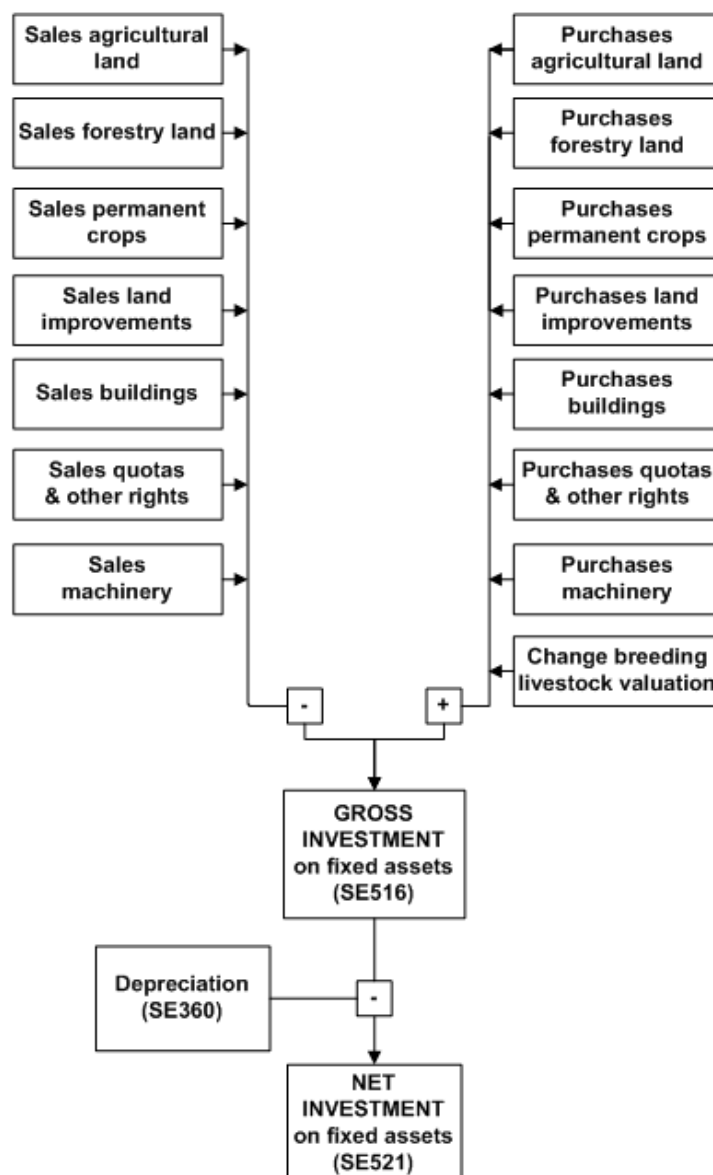 Sales agricultural
land
Purchases
agricultural land
Sales forestry land
Purchases
forestry land
Sales permanent
crops
Purchases
permanent crops
Sales land
improvements
Purchases land
improvements
Sales buildings
Purchases
buildings
Sales quotas
& other rights
Purchases quotas
& other rights
Sales
machinery
Purchases
machinery
Change breeding
livestock valuation
-
+
GROSS
INVESTMENT
on fixed assets
(SE516)
Depreciation
(SE360)
-
NET
INVESTMENT
on fixed assets
(SE521)